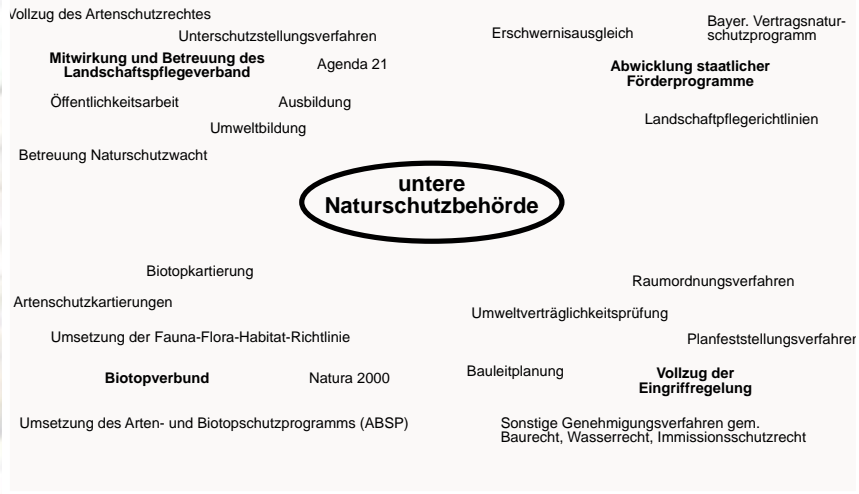 Vollzug des Artenschutzrechtes
Unterschutzstellungsverfahren
Mitwirkung und Betreuung des
Landschaftspflegeverband
Agenda 21
Öffentlichkeitsarbeit
Ausbildung
Umweltbildung
Betreuung Naturschutzwacht
Erschwernisausgleich
Bayer. Vertragsnatur-
schutzprogramm
Abwicklung staatlicher
Förderprogramme
Landschaftpflegerichtlinien
untere
Naturschutzbehörde
Biotopkartierung
Artenschutzkartierungen
Umsetzung der Fauna-Flora-Habitat-Richtlinie
Biotopverbund
Natura 2000
Umsetzung des Arten- und Biotopschutzprogramms (ABSP)
Raumordnungsverfahren
Umweltverträglichkeitsprüfung
Planfeststellungsverfahren
Bauleitplanung
Vollzug der
Eingriffregelung
Sonstige Genehmigungsverfahren gem.
Baurecht, Wasserrecht, Immissionsschutzrecht